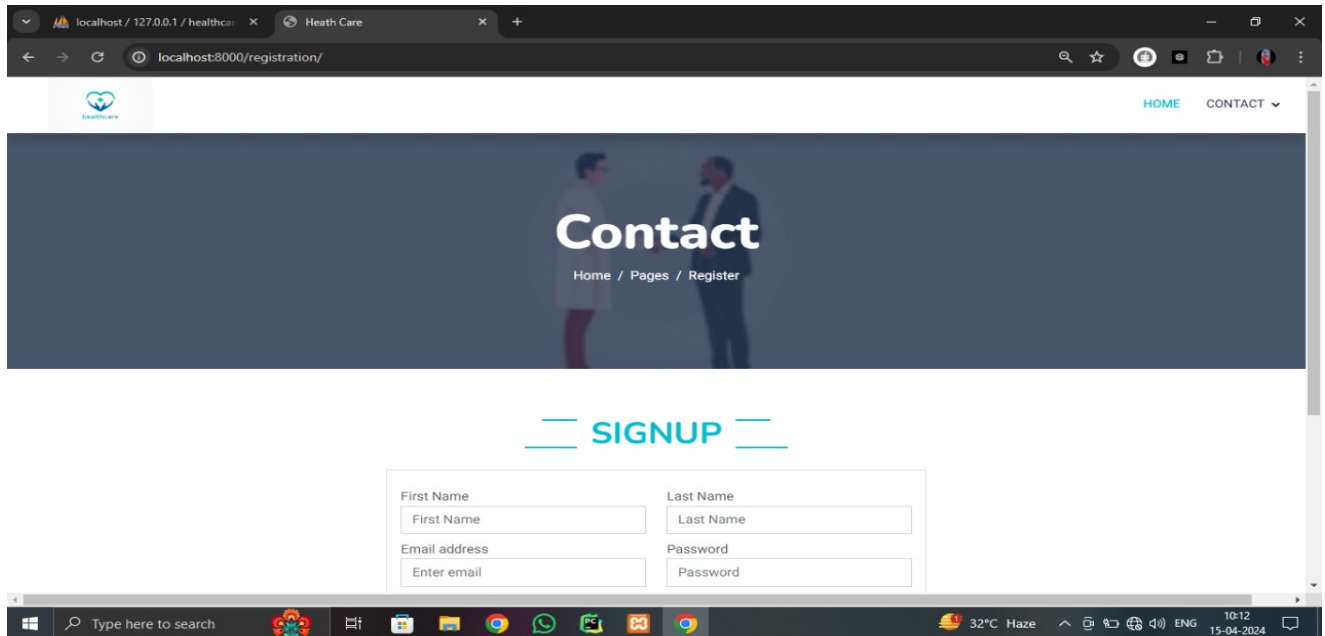 localhost / 127.0.0.1 / healthcar
Heath Care
localhost:8000/registration/
healthcare
HOME CONTACT
Contact
Home / Pages / Register
SIGNUP
First Name Last Name
First Name Last Name
Email address Password
Enter email Password
Type here to search
PC
32°C Haze
ENG
10:12
15-04-2024